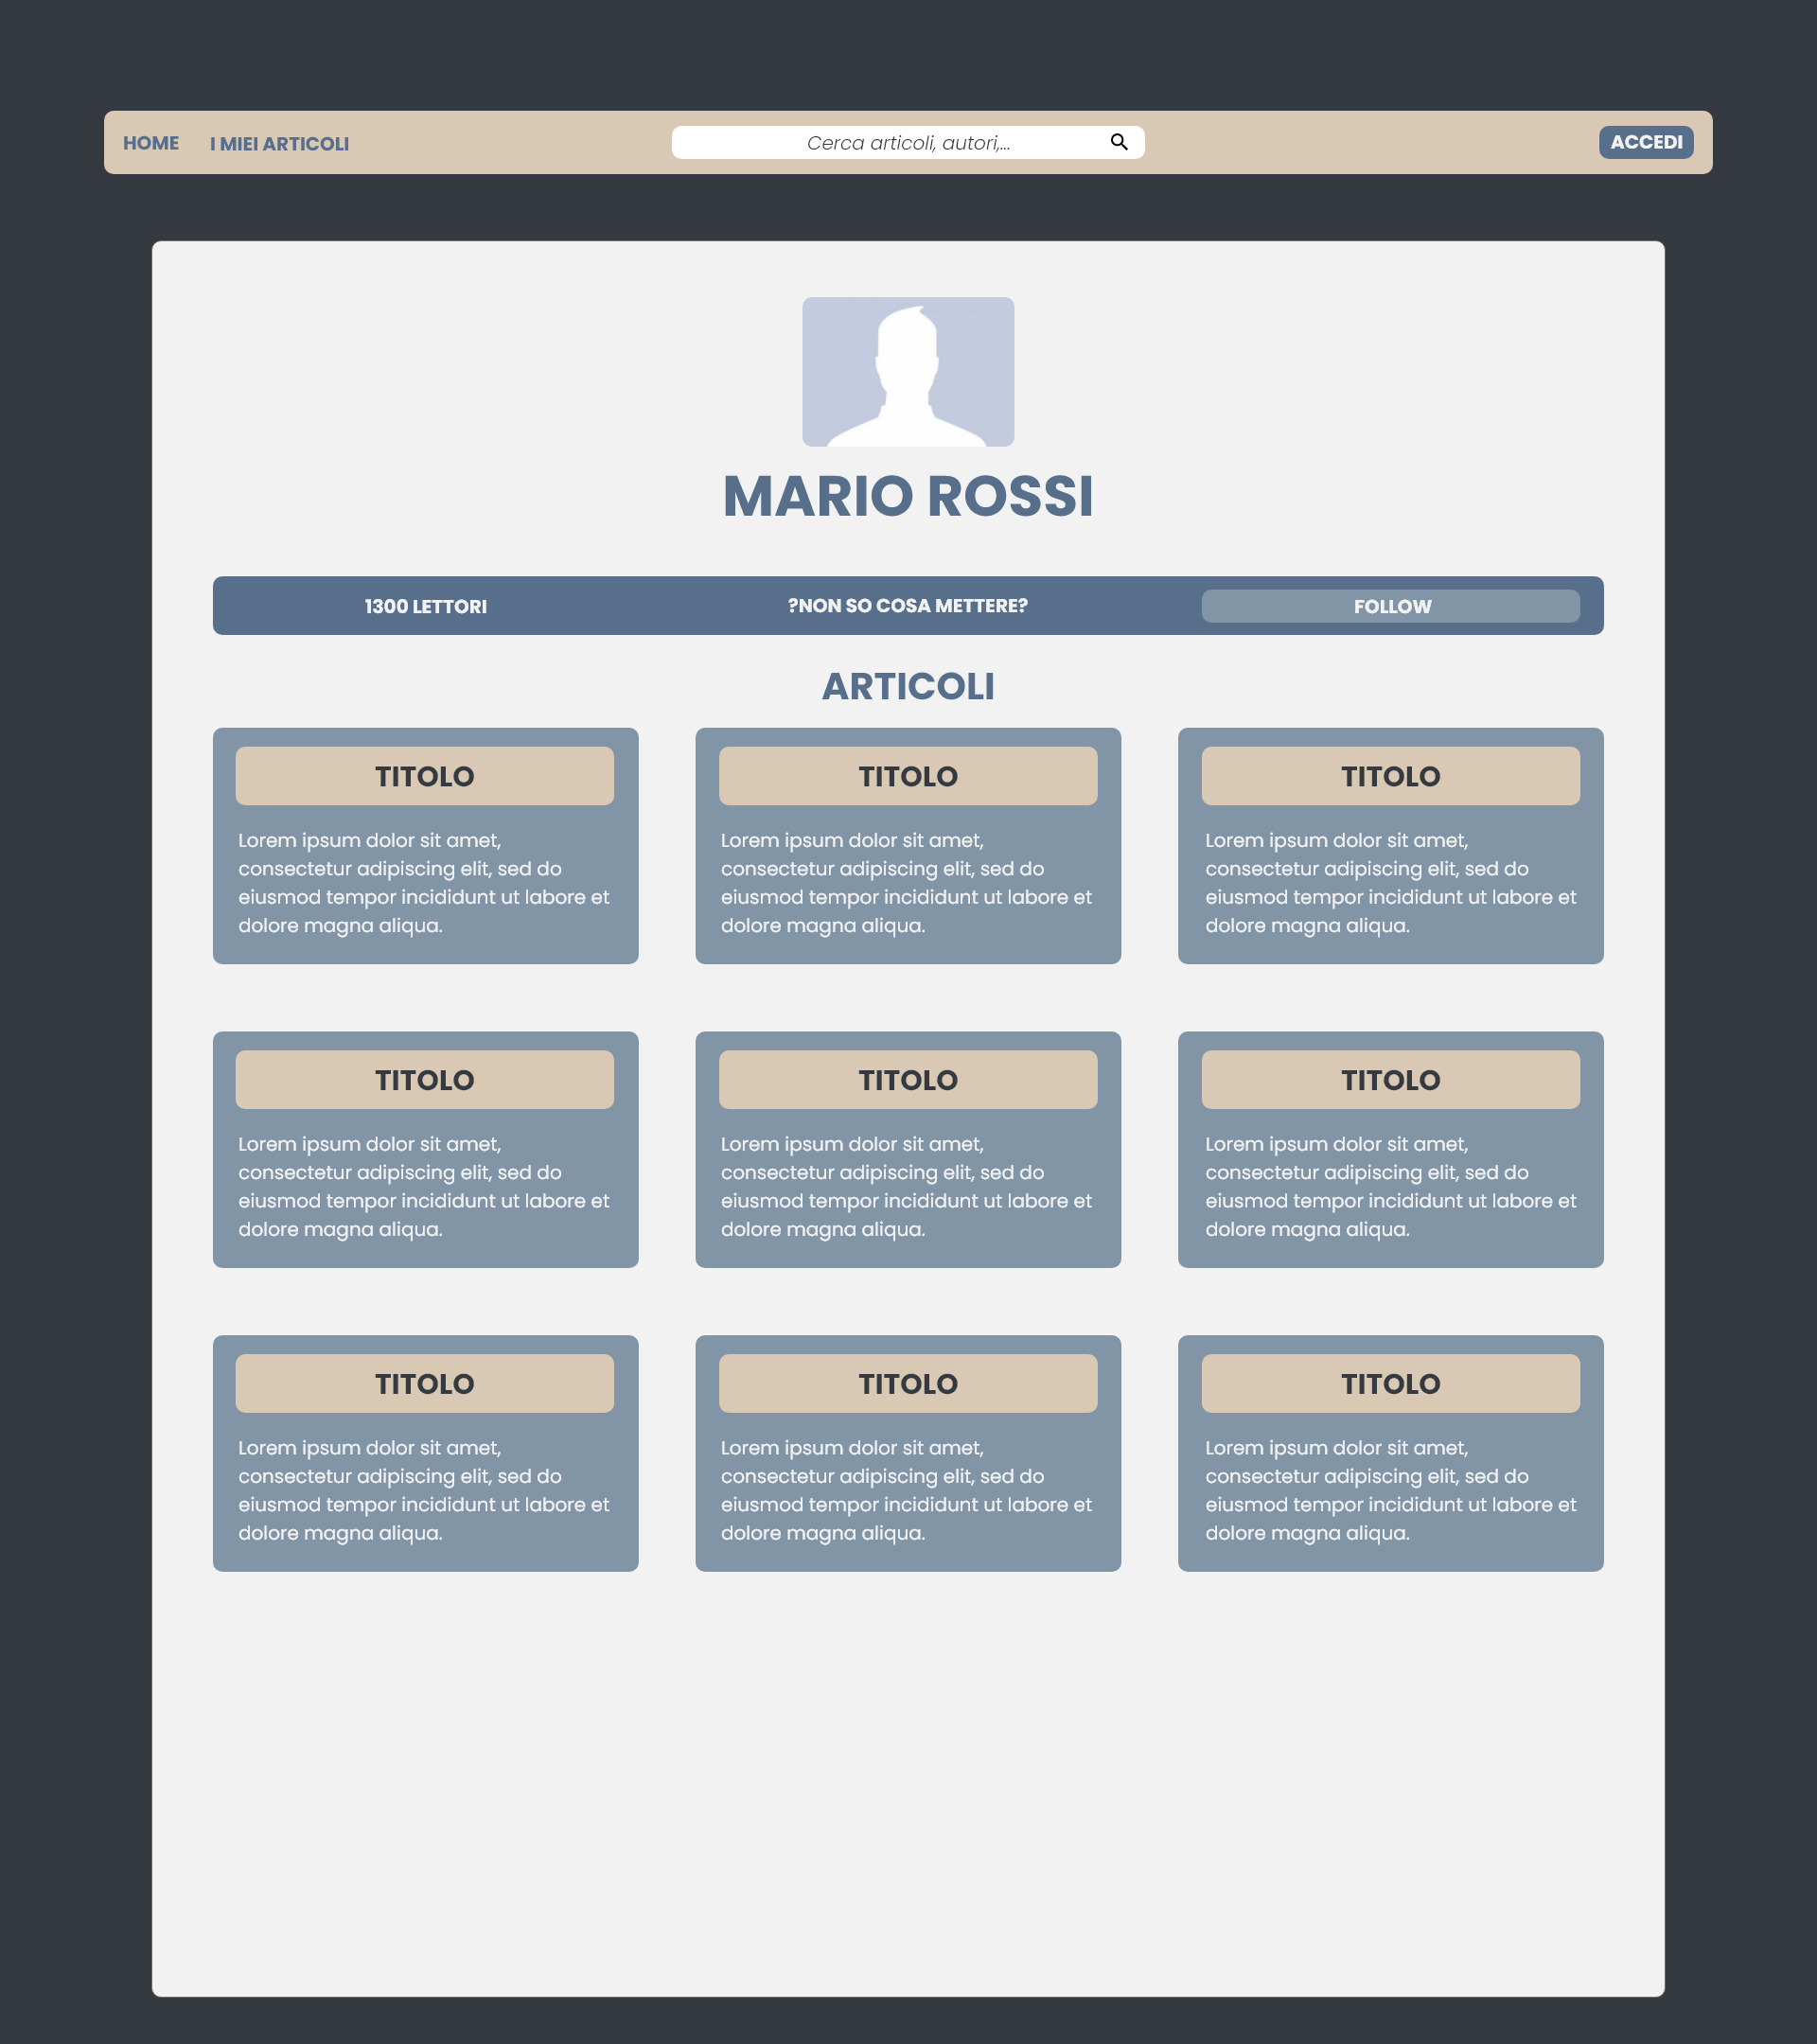 HOME
I MIEI ARTICOLI
Cerca articoli, autori,...
ACCEDI
MARIO ROSSI
1300 LETTORI
?NON SO COSA METTERE?
FOLLOW
ARTICOLI
TITOLO
Lorem ipsum dolor sit amet,
consectetur adipiscing elit, sed do
eiusmod tempor incididunt ut labore et
dolore magna aliqua.
TITOLO
Lorem ipsum dolor sit amet,
consectetur adipiscing elit, sed do
eiusmod tempor incididunt ut labore et
dolore magna aliqua.
TITOLO
Lorem ipsum dolor sit amet,
consectetur adipiscing elit, sed do
eiusmod tempor incididunt ut labore et
dolore magna aliqua.
TITOLO
Lorem ipsum dolor sit amet,
consectetur adipiscing elit, sed do
eiusmod tempor incididunt ut labore et
dolore magna aliqua.
TITOLO
Lorem ipsum dolor sit amet,
consectetur adipiscing elit, sed do
eiusmod tempor incididunt ut labore et
dolore magna aliqua.
TITOLO
Lorem ipsum dolor sit amet,
consectetur adipiscing elit, sed do
eiusmod tempor incididunt ut labore et
dolore magna aliqua.
TITOLO
Lorem ipsum dolor sit amet,
consectetur adipiscing elit, sed do
eiusmod tempor incididunt ut labore et
dolore magna aliqua.
TITOLO
Lorem ipsum dolor sit amet,
consectetur adipiscing elit, sed do
eiusmod tempor incididunt ut labore et
dolore magna aliqua.
TITOLO
Lorem ipsum dolor sit amet,
consectetur adipiscing elit, sed do
eiusmod tempor incididunt ut labore et
dolore magna aliqua.